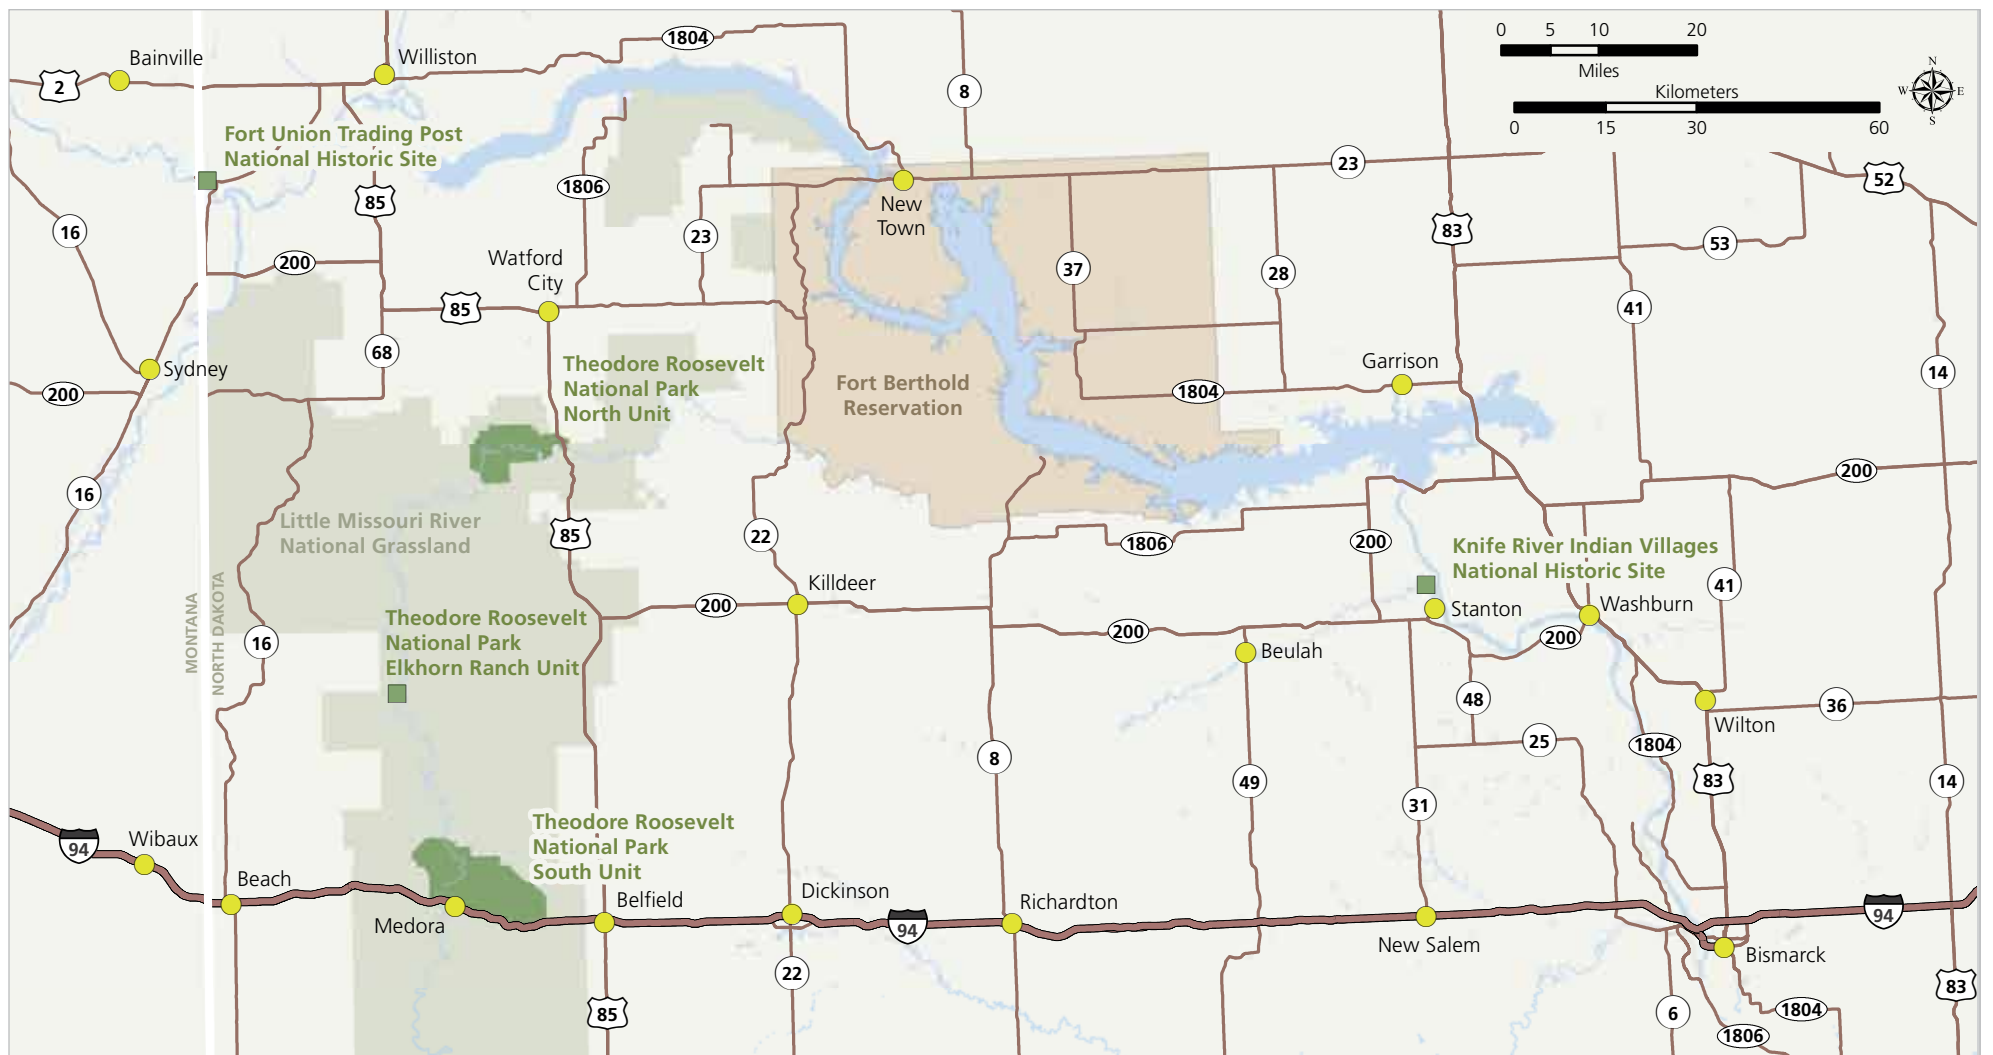 0 5 10 20
Miles
Kilometers
0 15 30 60
N
W E
S
Bainville
Williston
1804
2
8
Fort Union Trading Post
National Historic Site
85
1806
23
52
16
New
Town
23
83
53
200
Watford
City
37
28
85
41
68
Sydney
200
Theodore Roosevelt
National Park
North Unit
Fort Berthold
Reservation
Garrison
1804
14
200
16
Little Missouri River
National Grassland
85
22
1806
200
Knife River Indian Villages
National Historic Site
41
MONTANA
NORTH DAKOTA
Killdeer
200
Stanton
Washburn
200
200
16
Theodore Roosevelt
National Park
Elkhorn Ranch Unit
Beulah
48
36
Wilton
25
1804
8
49
83
14
31
94
Wibaux
Theodore Roosevelt
National Park
South Unit
Beach
Medora
Belfield
Dickinson
94
Richardton
New Salem
94
Bismarck
22
85
6
1804
1806
83